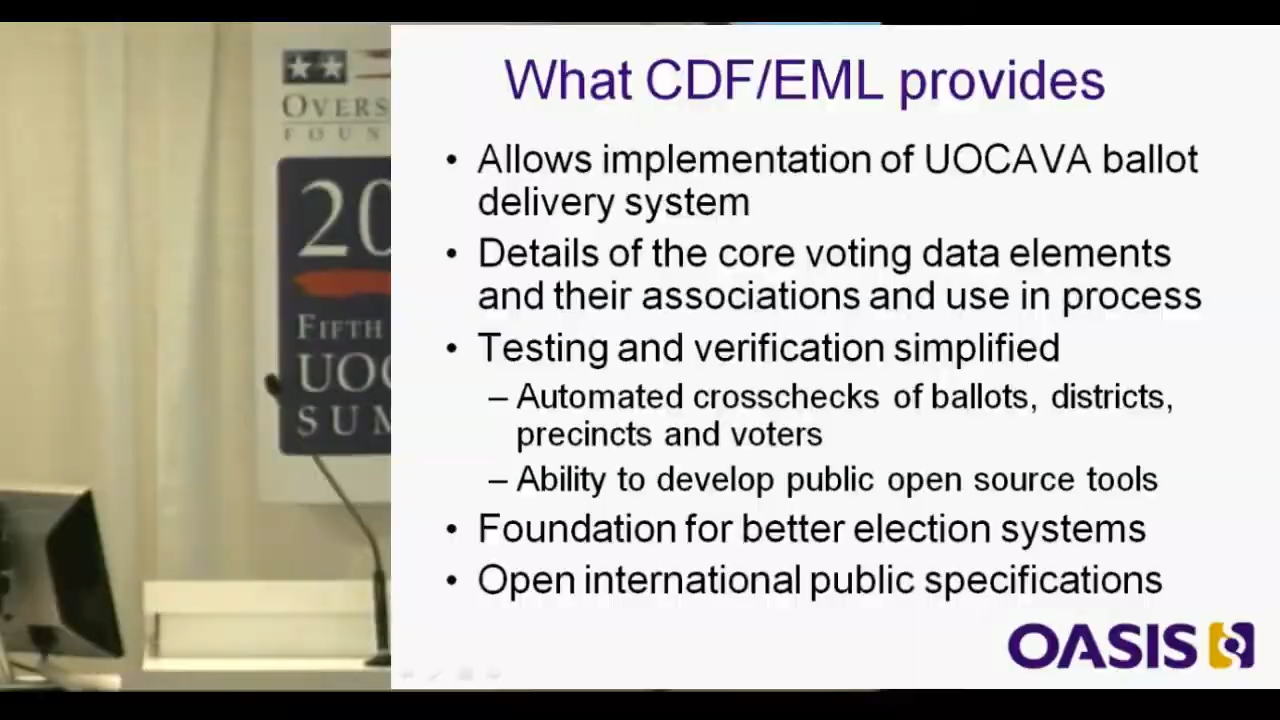 OVERS
FOUN
20
FIFTH
UOC
SUM
What CDF/EML provides
• Allows implementation of UOCAVA ballot
delivery system
• Details of the core voting data elements
and their associations and use in process
• Testing and verification simplified
– Automated crosschecks of ballots, districts,
precincts and voters
– Ability to develop public open source tools
• Foundation for better election systems
• Open international public specifications
OASIS